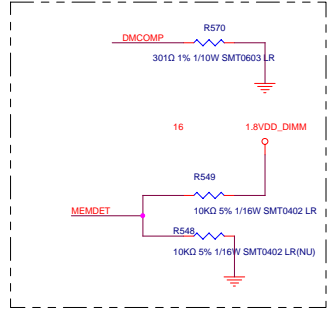 R570
DMCOMP
301Ω 1% 1/10W SMT0603 LR
16 1.8VDD_DIMM
R549
10KΩ 5% 1/16W SMT0402 LR
MEMDET
R548
10KΩ 5% 1/16W SMT0402 LR(NU)